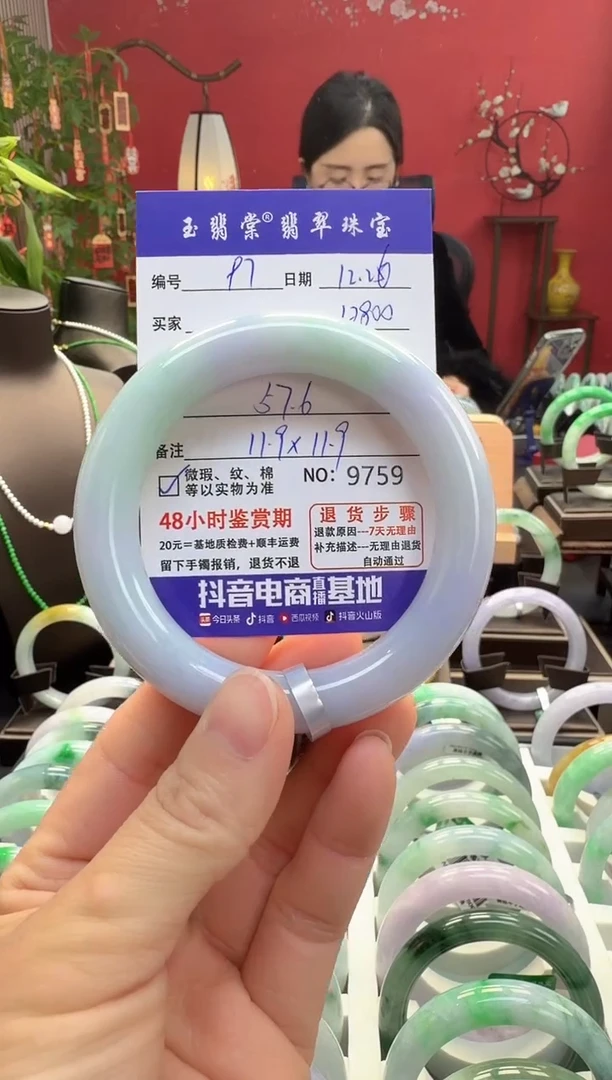 玉翡棠®翡翠珠宝
编号 97 日期 12.26
买家 12800
57.6
备注 11.9×11.9
微瑕、纹、棉
等以实物为准
NO: 9759
48小时鉴赏期
20元=基地质检费+顺丰运费
留下手镯报销，退货不退
退货步骤
退款原因---7天无理由
补充描述---无理由退货
自动通过
抖音电商直播基地
今日头条 抖音 西瓜视频 抖音火山版